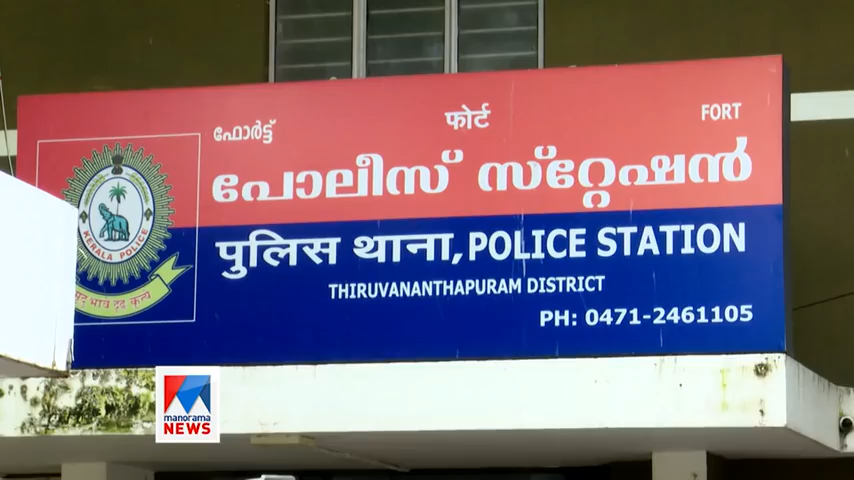 ഫോർട്ട് फोर्ट FORT
പോലീസ് സ്റ്റേഷൻ
पुलिस थाना, POLICE STATION
THIRUVANANTHAPURAM DISTRICT
PH: 0471-2461105
KERALA POLICE
मृदु भाव दृढ़ कृत्य
manorama
NEWS